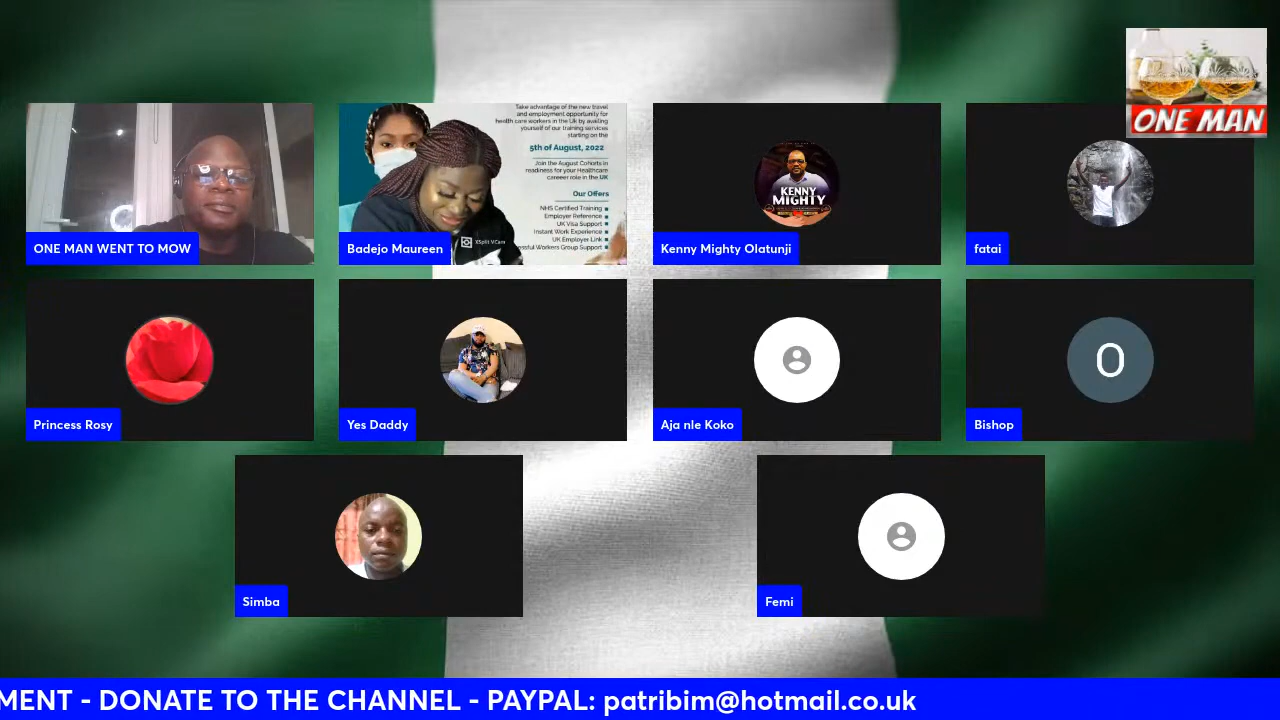 ONE MAN
ONE MAN WENT TO MOW
Take advantage of the new travel
and employment opportunity for
health care workers in the Uk by availing
yourself of our training services
starting on the
5th of August, 2022
Join the August Cohorts in
readiness for your Healthcare
carreer role in the UK
Our Offers
NHS Certified Training
Employer Reference
UK Visa Support
Instant Work Experience
UK Employer Link
essful Workers Group Support
XSplit VCam
Badejo Maureen
KENNY
MIGHTY
Kenny Mighty Olatunji
fatai
Princess Rosy
Yes Daddy
Aja nle Koko
O
Bishop
Simba
Femi
MENT - DONATE TO THE CHANNEL - PAYPAL: patribim@hotmail.co.uk